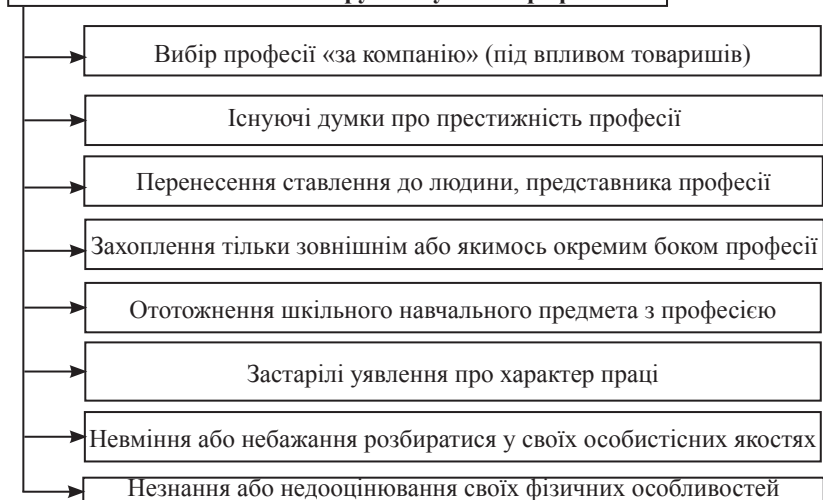 Вибір професії «за компанію» (під впливом товаришів)
Існуючі думки про престижність професії
Перенесення ставлення до людини, представника професії
Захоплення тільки зовнішнім або якимось окремим боком професії
Ототожнення шкільного навчального предмета з професією
Застарілі уявлення про характер праці
Невміння або небажання розбиратися у своїх особистісних якостях
Незнання або недооцінювання своїх фізичних особливостей